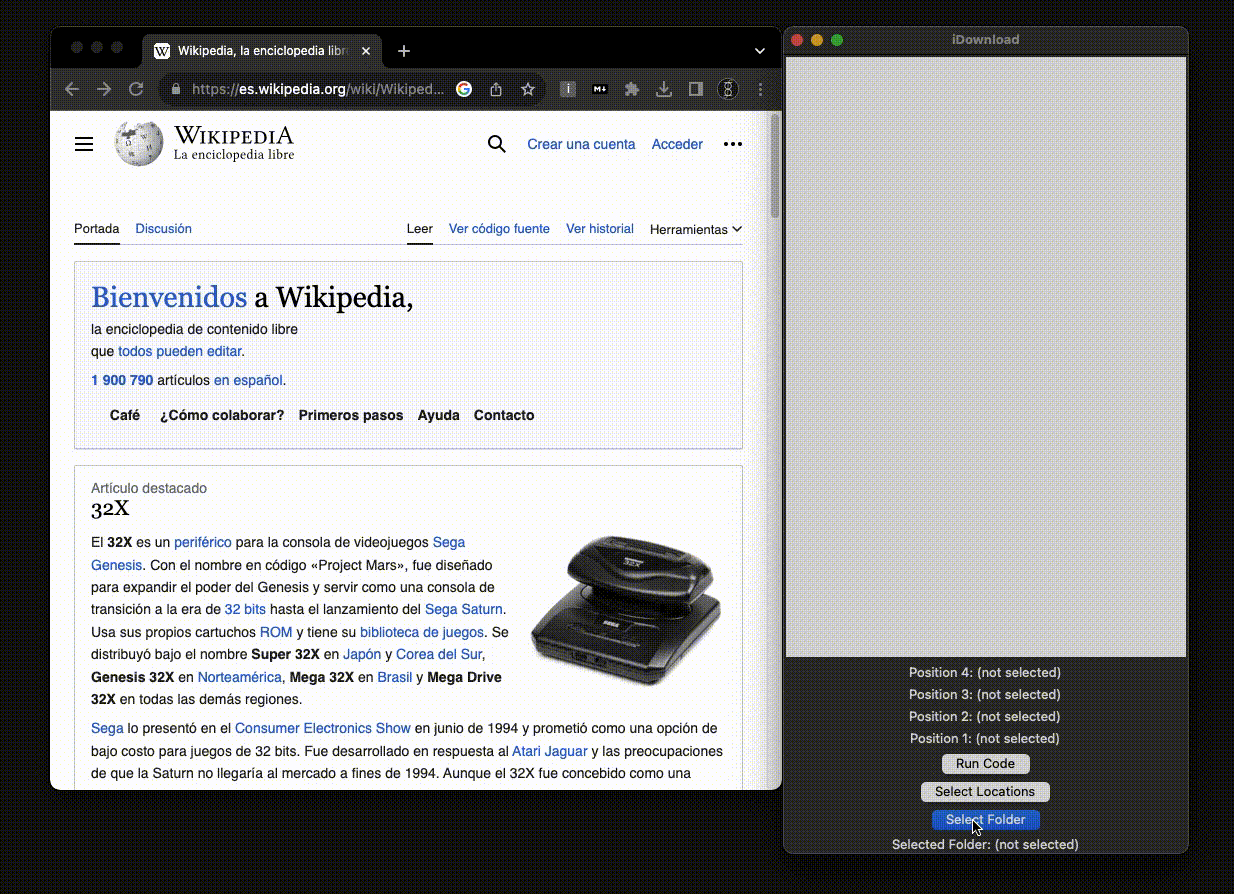 Wikipedia, la enciclopedia libr
https://es.wikipedia.org/wiki/Wikiped...
WIKIPEDIA
La enciclopedia libre
Crear una cuenta Acceder
Portada Discusión Leer Ver código fuente Ver historial Herramientas
Bienvenidos a Wikipedia,
la enciclopedia de contenido libre
que todos pueden editar.
1 900 790 artículos en español.
Café ¿Cómo colaborar? Primeros pasos Ayuda Contacto
Artículo destacado
32X
El 32X es un periférico para la consola de videojuegos Sega
Genesis. Con el nombre en código «Project Mars», fue diseñado
para expandir el poder del Genesis y servir como una consola de
transición a la era de 32 bits hasta el lanzamiento del Sega Saturn.
Usa sus propios cartuchos ROM y tiene su biblioteca de juegos. Se
distribuyó bajo el nombre Super 32X en Japón y Corea del Sur,
Genesis 32X en Norteamérica, Mega 32X en Brasil y Mega Drive
32X en todas las demás regiones.
Sega lo presentó en el Consumer Electronics Show en junio de 1994 y prometió como una opción de
bajo costo para juegos de 32 bits. Fue desarrollado en respuesta al Atari Jaguar y las preocupaciones
de que la Saturn no llegaría al mercado a fines de 1994. Aunque el 32X fue concebido como una
iDownload
Position 4: (not selected)
Position 3: (not selected)
Position 2: (not selected)
Position 1: (not selected)
Run Code
Select Locations
Select Folder
Selected Folder: (not selected)